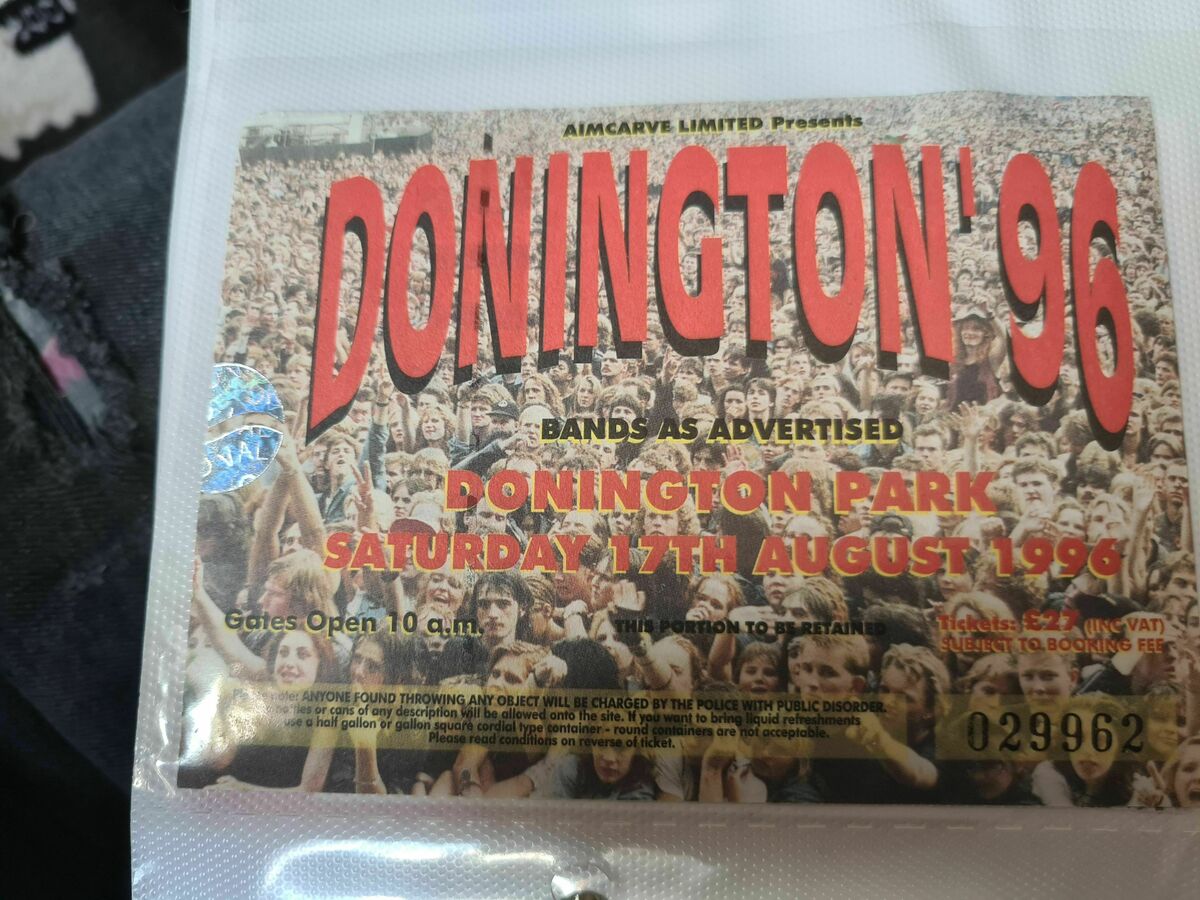 AIMCARVE LIMITED Presents
DONINGTON'96
BANDS AS ADVERTISED
DONINGTON PARK
SATURDAY 17TH AUGUST 1996
Gates Open 10 a.m.
THIS PORTION TO BE RETAINED
Tickets: £27 (INC VAT)
SUBJECT TO BOOKING FEE
Please note: ANYONE FOUND THROWING ANY OBJECT WILL BE CHARGED BY THE POLICE WITH PUBLIC DISORDER.
or cans of any description will be allowed onto the site. If you want to bring liquid refreshments
use a half gallon or gallon square cordial type container - round containers are not acceptable.
Please read conditions on reverse of ticket.
029962